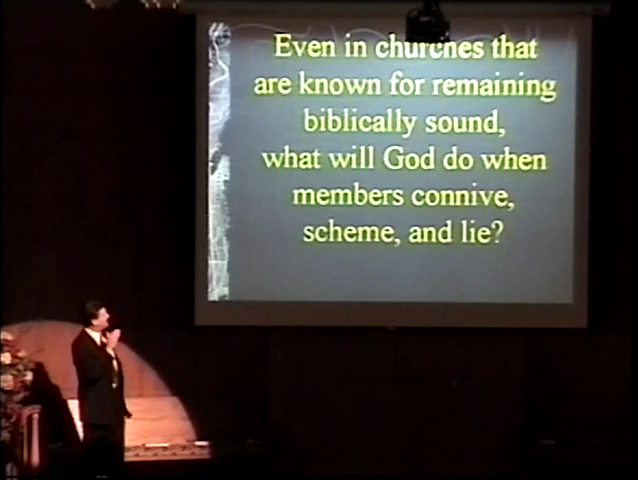 Even in churches that
are known for remaining
biblically sound,
what will God do when
members connive,
scheme, and lie?